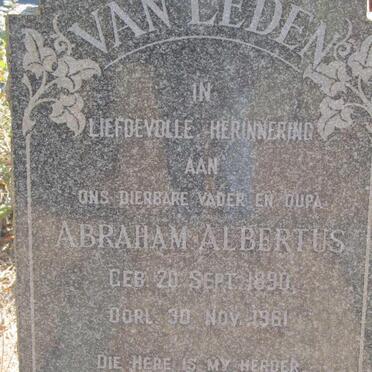 VAN EEDEN
IN
LIEFDEVOLLE HERINNERING
AAN
ONS DIERBARE VADER EN OUPA
ABRAHAM ALBERTUS
GEB. 20 SEPT. 1890.
OORL. 30 NOV. 1961
DIE HERE IS MY HERDER